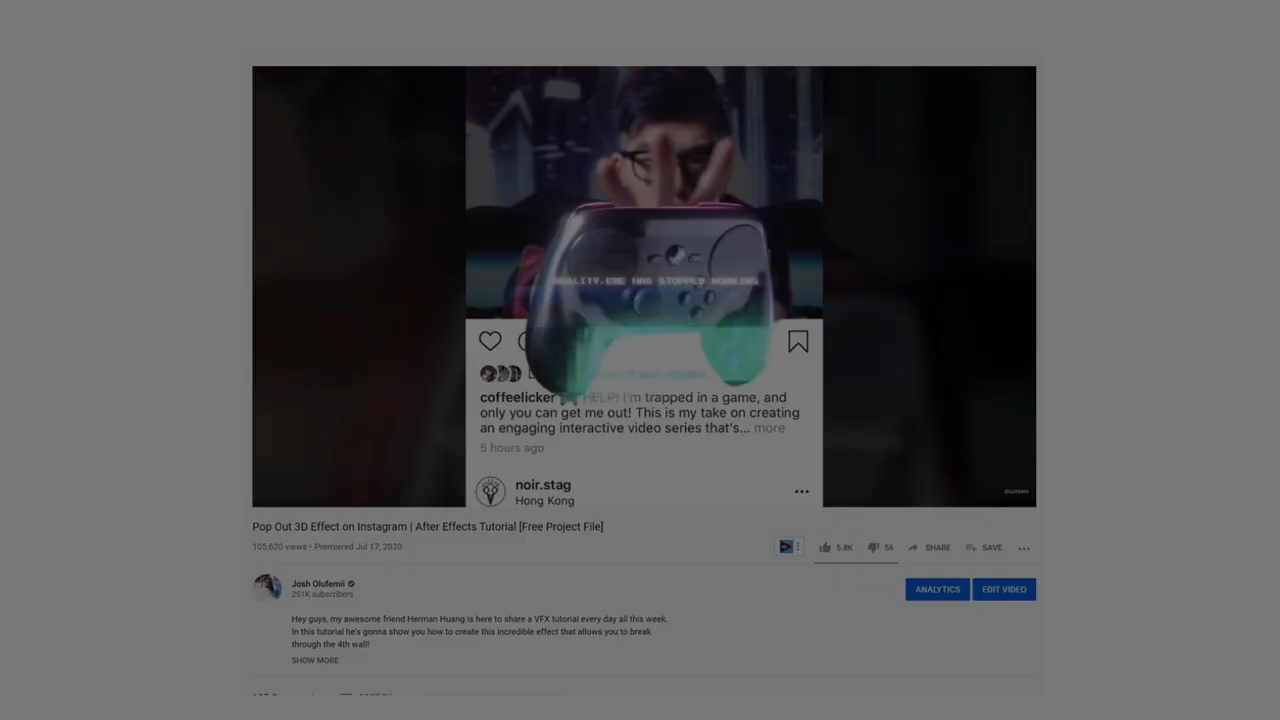 REALITY.EXE HAS STOPPED WORKING
coffeelicker HELP! I'm trapped in a game, and
only you can get me out! This is my take on creating
an engaging interactive video series that's... more
5 hours ago
noir.stag
Hong Kong
Pop Out 3D Effect on Instagram | After Effects Tutorial [Free Project File]
105,620 views • Premiered Jul 17, 2020
5.8K 56 SHARE SAVE
Josh Olufemii
251K subscribers
ANALYTICS EDIT VIDEO
Hey guys, my awesome friend Herman Huang is here to share a VFX tutorial every day all this week.
In this tutorial he's gonna show you how to create this incredible effect that allows you to break
through the 4th wall!
SHOW MORE